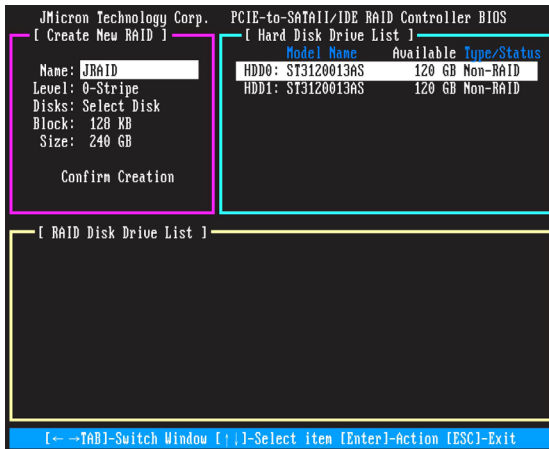 JMicron Technology Corp. PCIE-to-SATAII/IDE RAID Controller BIOS
[ Create New RAID ]
Name: JRAID
Level: 0-Stripe
Disks: Select Disk
Block: 128 KB
Size: 240 GB
Confirm Creation
[ Hard Disk Drive List ]
Model Name Available Type/Status
HDD0: ST3120013AS 120 GB Non-RAID
HDD1: ST3120013AS 120 GB Non-RAID
[ RAID Disk Drive List ]
[← →TAB]-Switch Window [↑↓]-Select item [Enter]-Action [ESC]-Exit